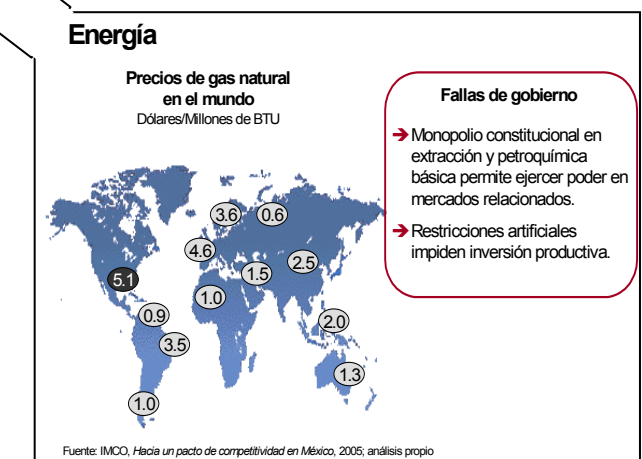 Energía
Precios de gas natural
en el mundo
Dólares/Millones de BTU
3.6
0.6
4.6
2.5
1.5
5.1
1.0
0.9
2.0
3.5
1.3
1.0
Fallas de gobierno
➔ Monopolio constitucional en
extracción y petroquímica
básica permite ejercer poder en
mercados relacionados.
➔ Restricciones artificiales
impiden inversión productiva.
Fuente: IMCO, Hacia un pacto de competitividad en México, 2005; análisis propio